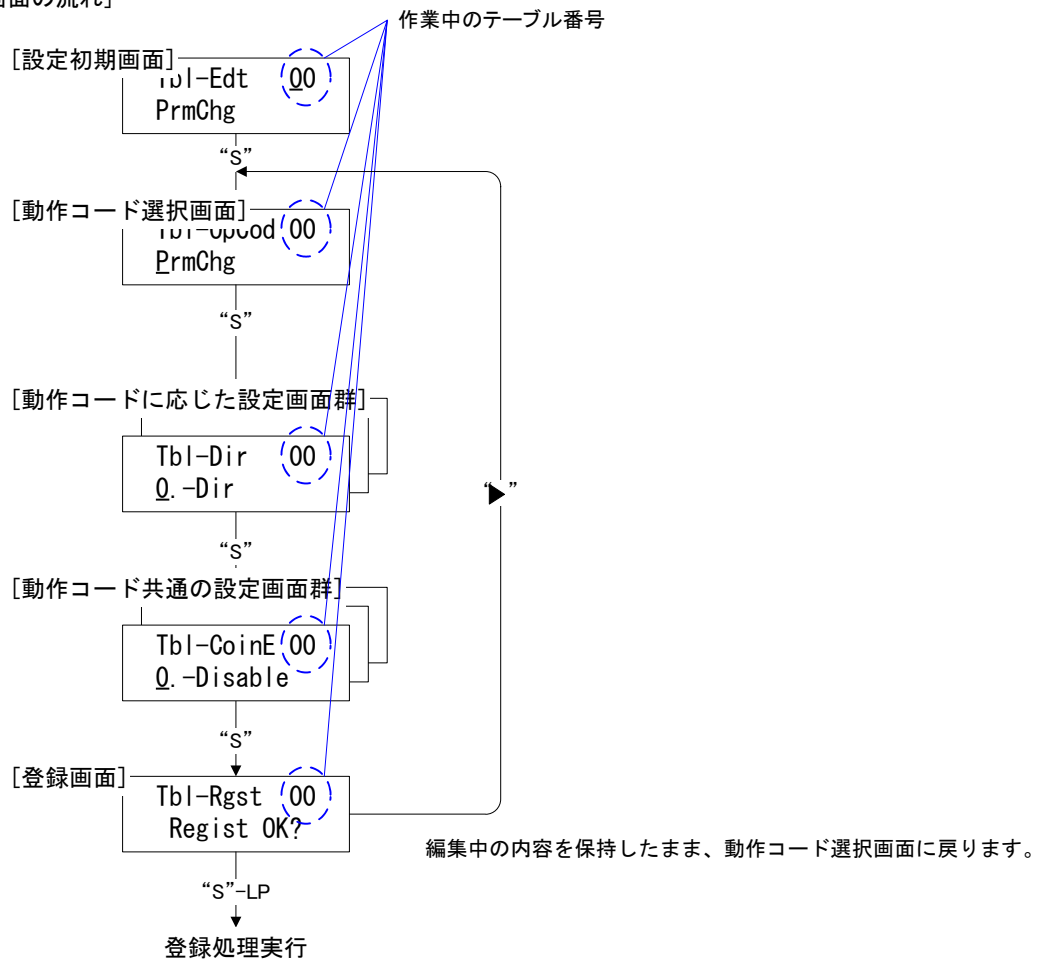 画面の流れ]
作業中のテーブル番号
[設定初期画面]
Tbl-Edt 00
PrmChg
“S”
[動作コード選択画面]
Tbl-OpCod 00
PrmChg
“S”
[動作コードに応じた設定画面群]
Tbl-Dir 00
0.-Dir
“▶”
“S”
[動作コード共通の設定画面群]
Tbl-CoinE 00
0.-Disable
“S”
[登録画面]
Tbl-Rgst 00
Regist OK?
編集中の内容を保持したまま、動作コード選択画面に戻ります。
“S”-LP
登録処理実行